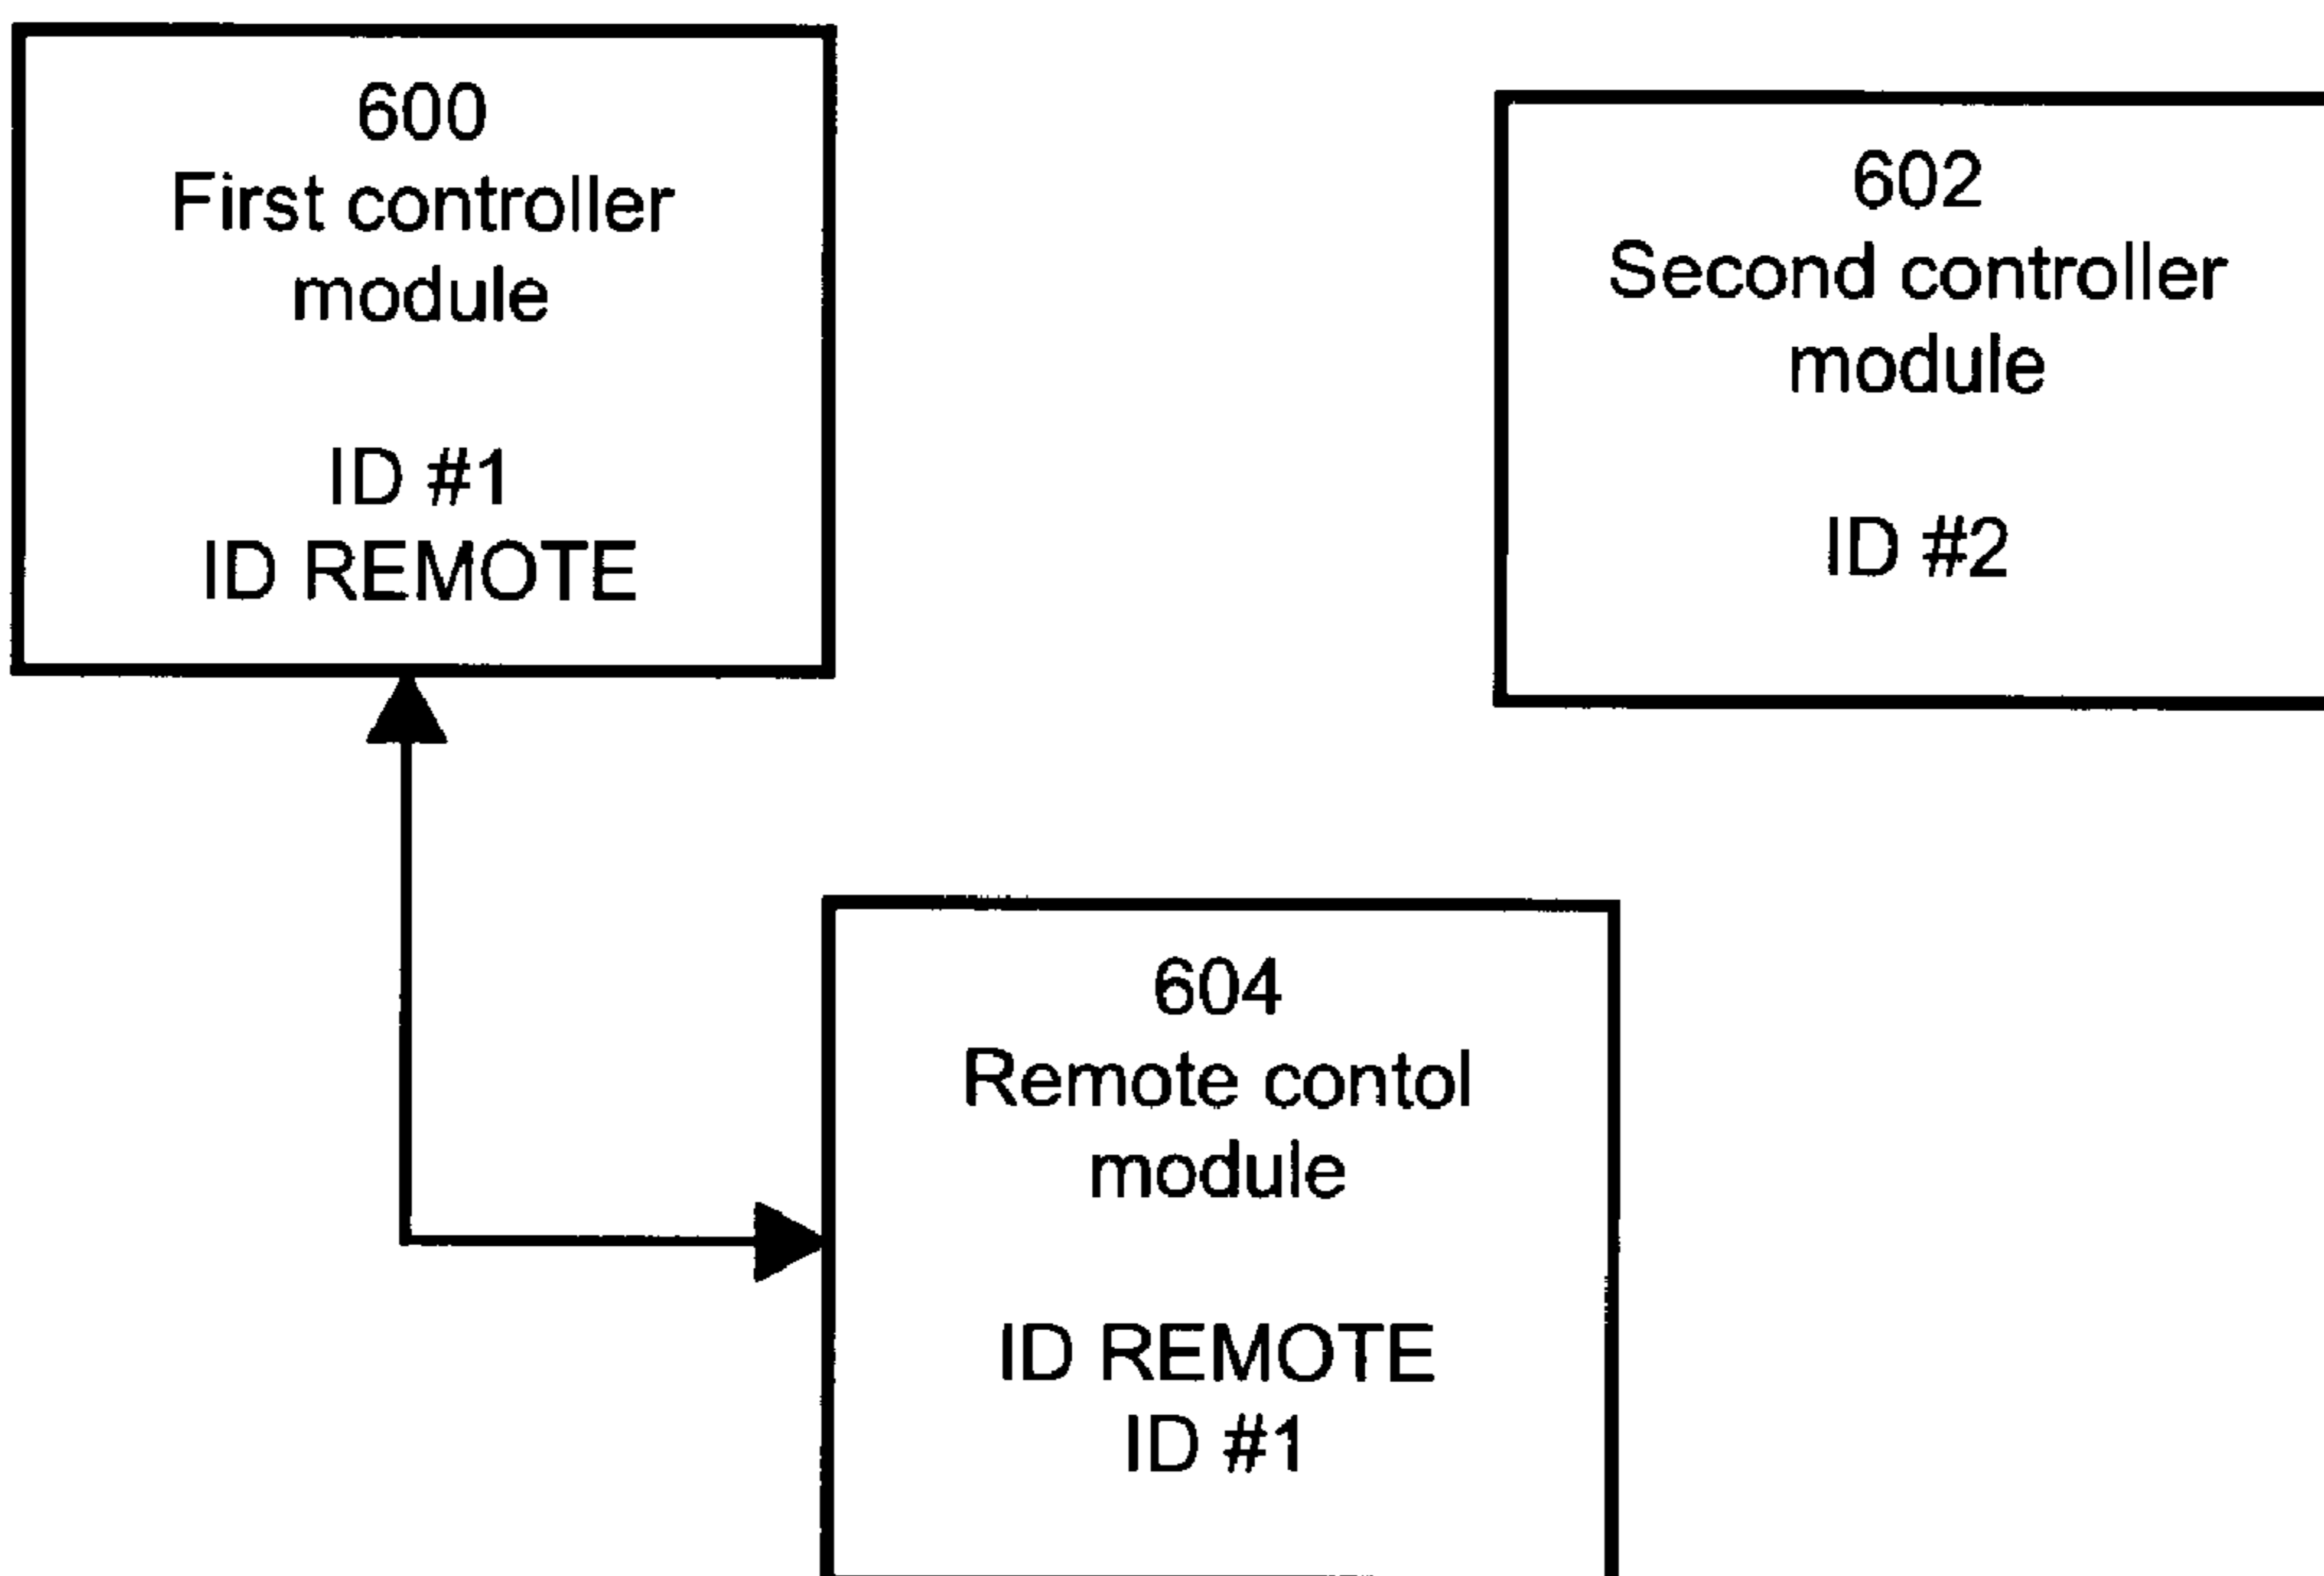 600
First controller
module
ID #1
ID REMOTE
602
Second controller
module
ID #2
604
Remote contol
module
ID REMOTE
ID #1